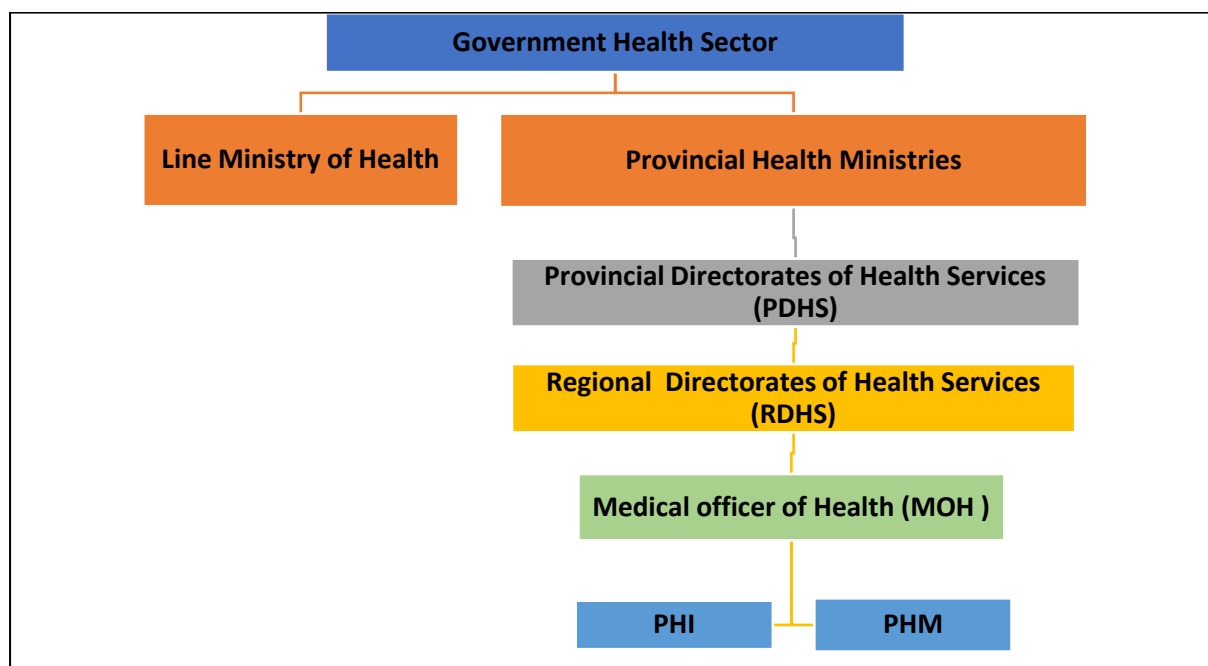 Government Health Sector
Line Ministry of Health
Provincial Health Ministries
Provincial Directorates of Health Services
(PDHS)
Regional  Directorates of Health Services
(RDHS)
Medical officer of Health (MOH )
PHI
PHM